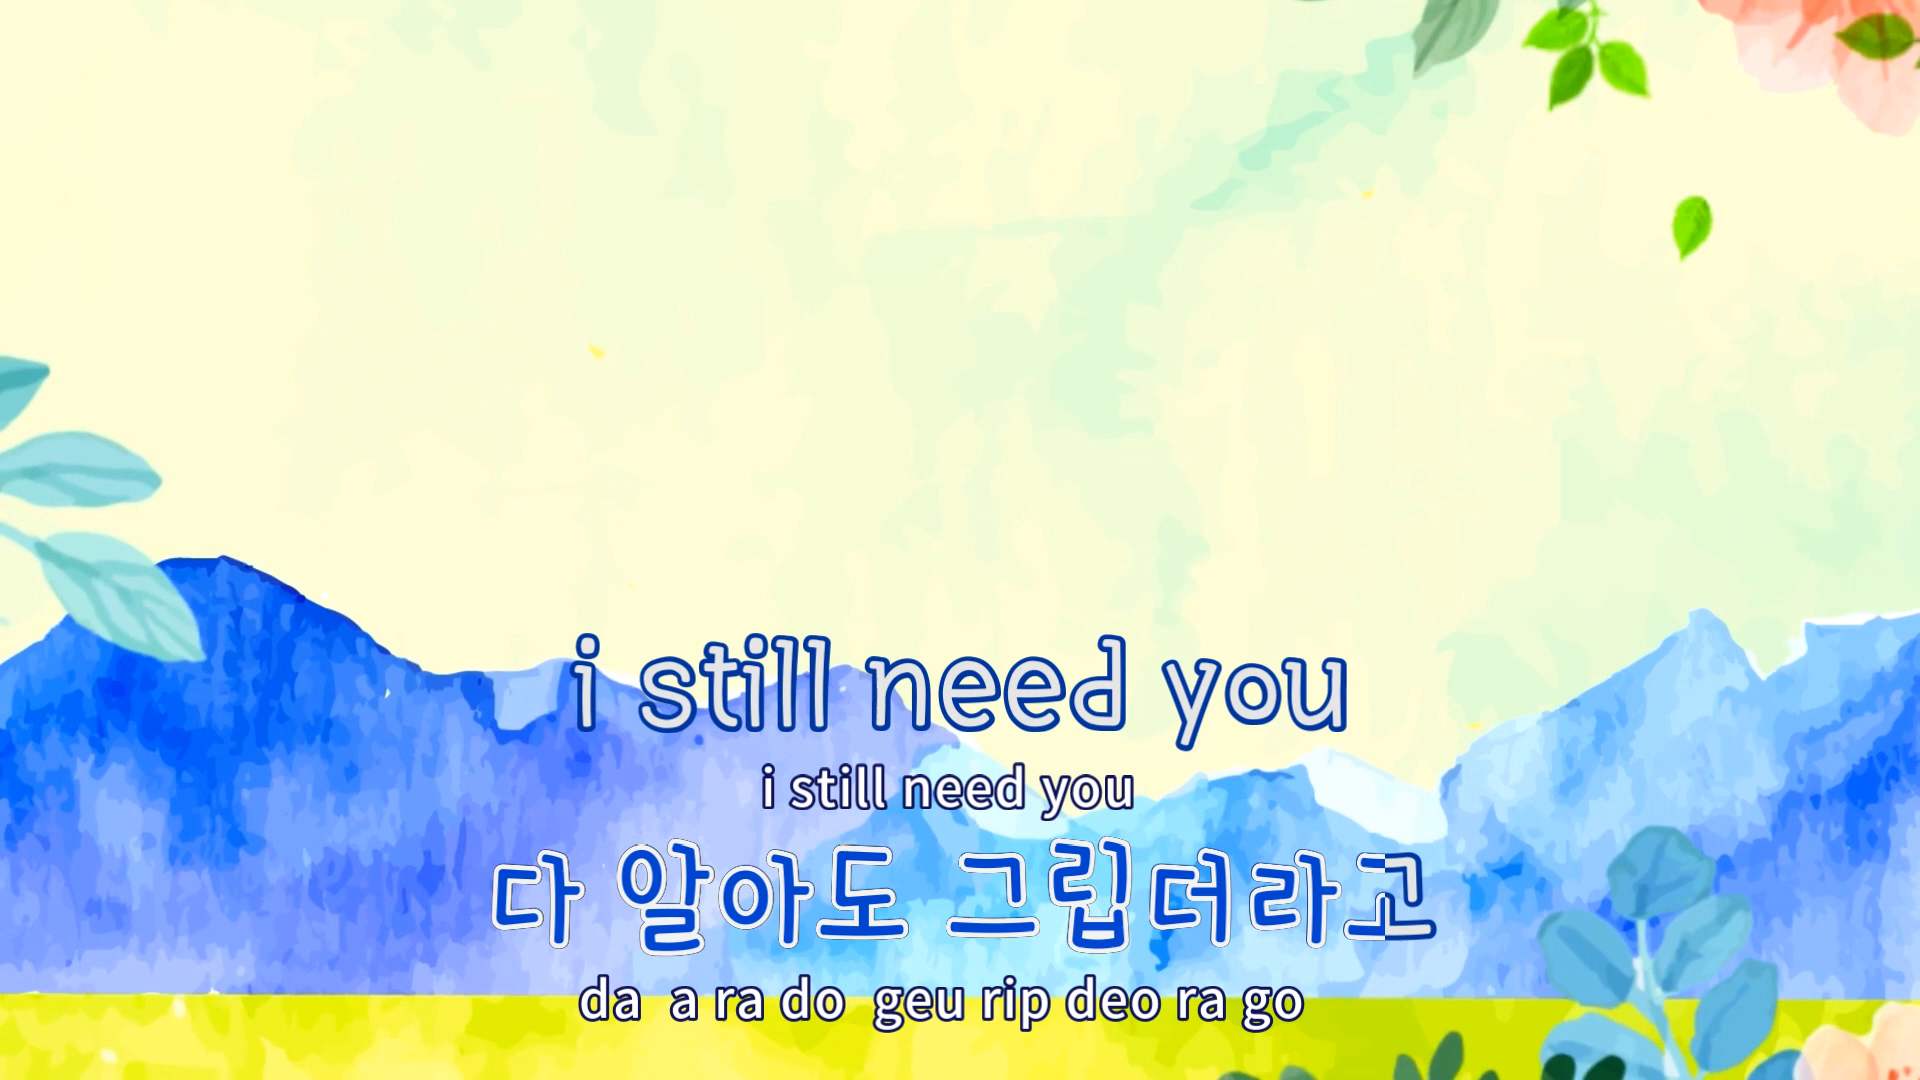 i still need you
i still need you
다 알아도 그립더라고
da a ra do geu rip deo ra go